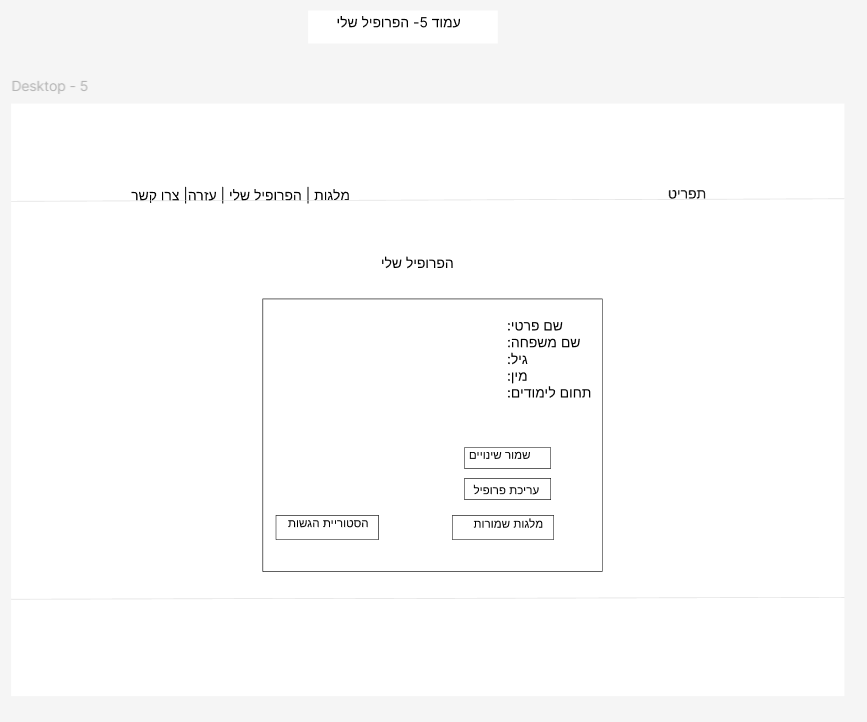 עמוד 5- הפרופיל שלי
Desktop - 5
תפריט
מלגות | הפרופיל שלי | עזרה| צרו קשר
הפרופיל שלי
שם פרטי:
שם משפחה:
גיל:
מין:
תחום לימודים:
שמור שינויים
עריכת פרופיל
מלגות שמורות
הסטוריית הגשות